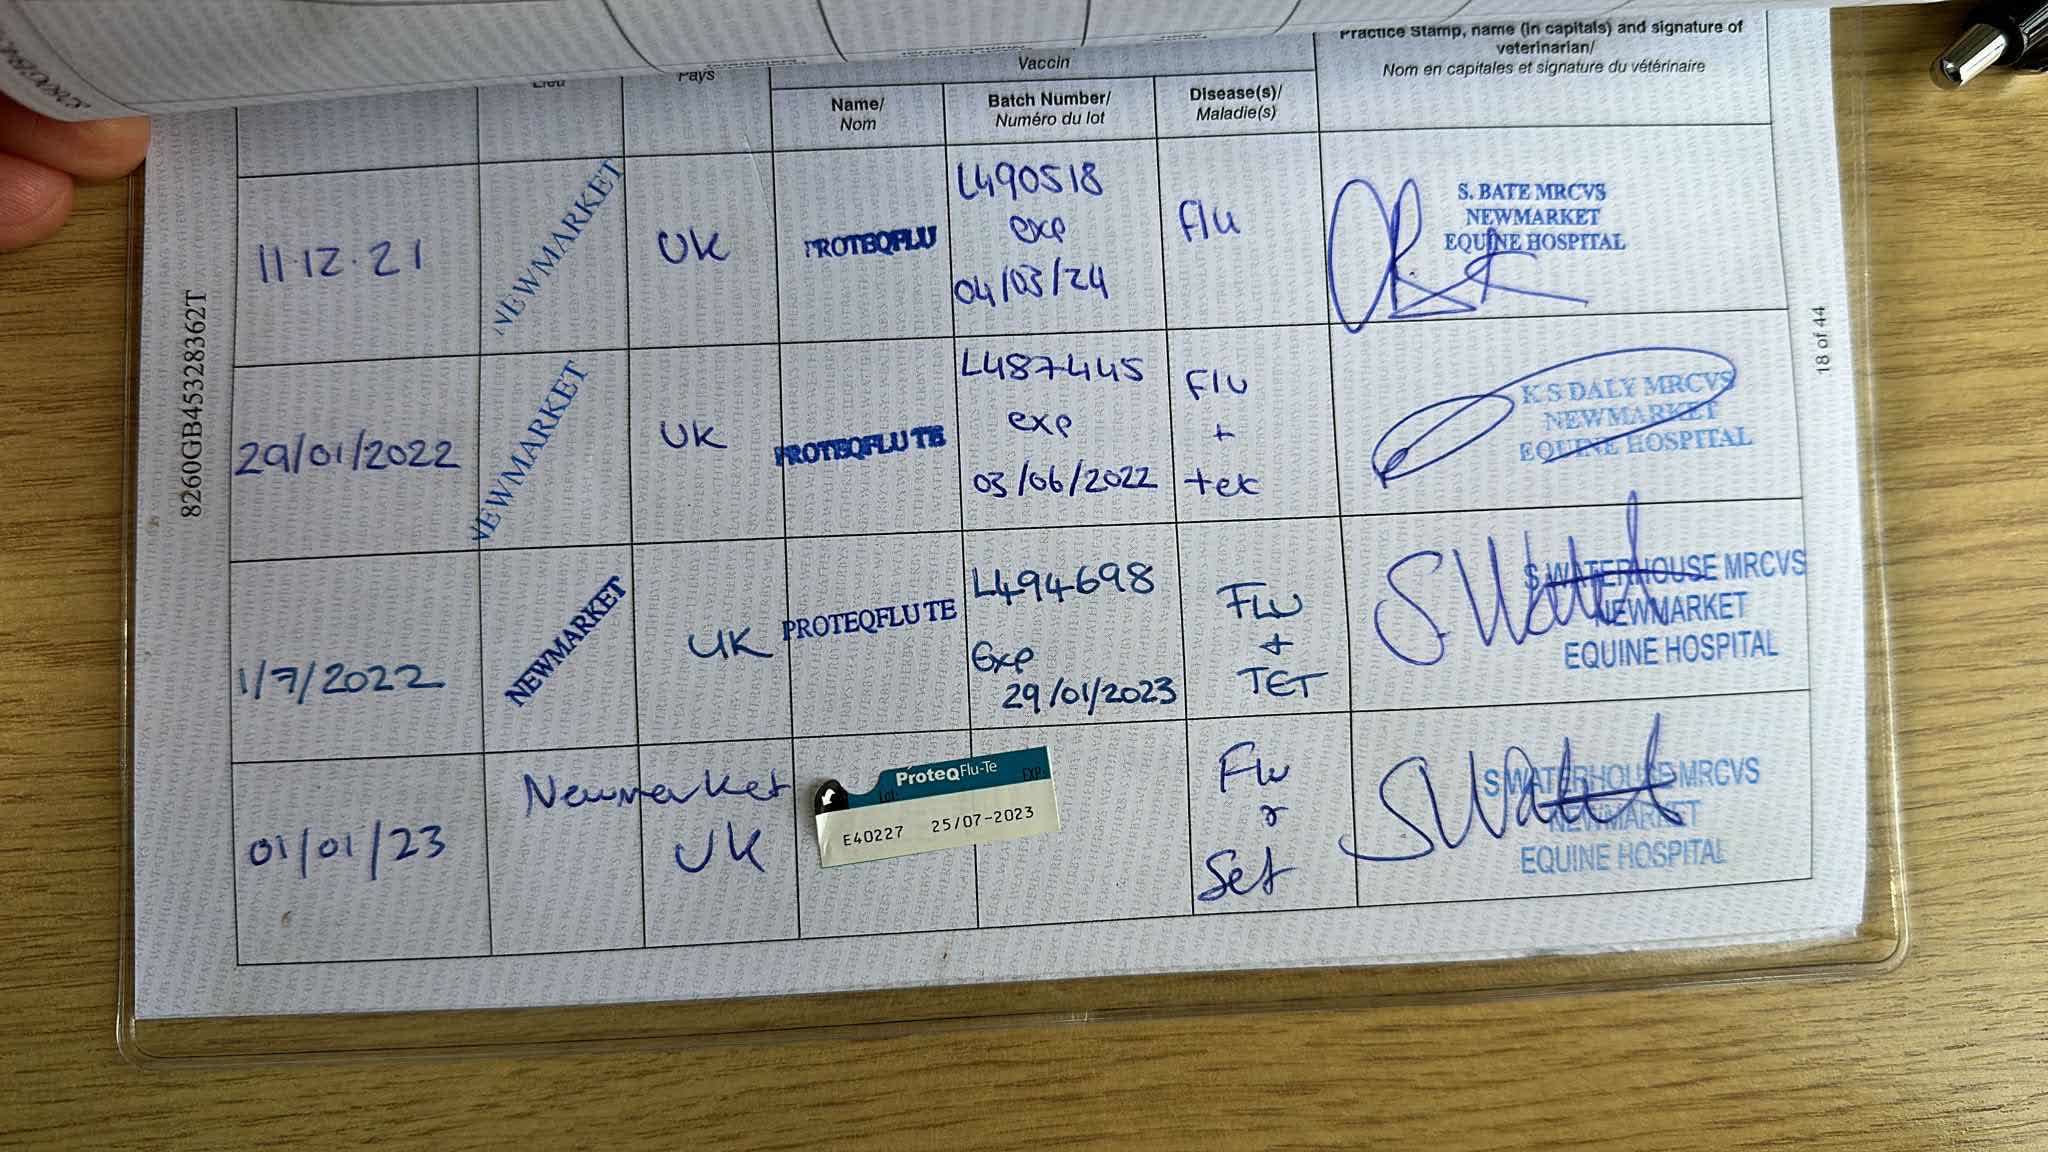 Practice Stamp, name (in capitals) and signature of
veterinarian/
Nom en capitales et signature du vétérinaire
Lieu
Pays
Vaccin
Name/
Nom
Batch Number/
Numéro du lot
Disease(s)/
Maladie(s)
11.12.21
NEWMARKET
UK
PROTEQFLU
L490518
exp
04/03/24
Flu
S. BATE MRCVS
NEWMARKET
EQUINE HOSPITAL
29/01/2022
NEWMARKET
UK
PROTEQFLU TE
L487445
exp
03/06/2022
Flu
+
tet
K S DALY MRCVS
NEWMARKET
EQUINE HOSPITAL
1/7/2022
NEWMARKET
UK
PROTEQFLU TE
L494698
Exp
29/01/2023
FLU
+
TET
S WATERHOUSE MRCVS
NEWMARKET
EQUINE HOSPITAL
01/01/23
Newmarket
UK
ProteqFlu-Te
Lot
EXP
E40227 25/07-2023
Flu
S WATERHOUSE MRCVS
NEWMARKET
EQUINE HOSPITAL
8260GB45328362T
18 of 44